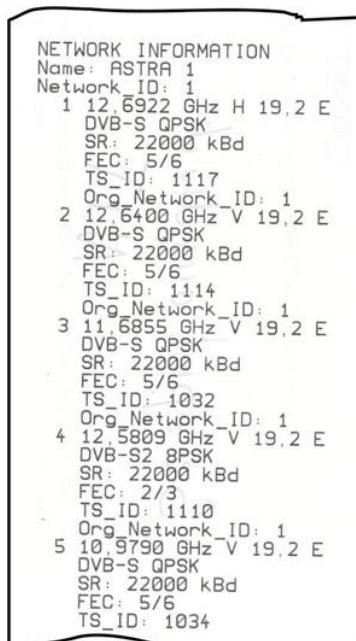 NETWORK INFORMATION
Name: ASTRA 1
Network_ID: 1
1 12,6922 GHz H 19,2 E
DVB-S QPSK
SR: 22000 kBd
FEC: 5/6
TS_ID: 1117
Org_Network_ID: 1
2 12,6400 GHz V 19,2 E
DVB-S QPSK
SR: 22000 kBd
FEC: 5/6
TS_ID: 1114
Org_Network_ID: 1
3 11,6855 GHz V 19,2 E
DVB-S QPSK
SR: 22000 kBd
FEC: 5/6
TS_ID: 1032
Org_Network_ID: 1
4 12,5809 GHz V 19,2 E
DVB-S2 8PSK
SR: 22000 kBd
FEC: 2/3
TS_ID: 1110
Org_Network_ID: 1
5 10,9790 GHz V 19,2 E
DVB-S QPSK
SR: 22000 kBd
FEC: 5/6
TS_ID: 1034